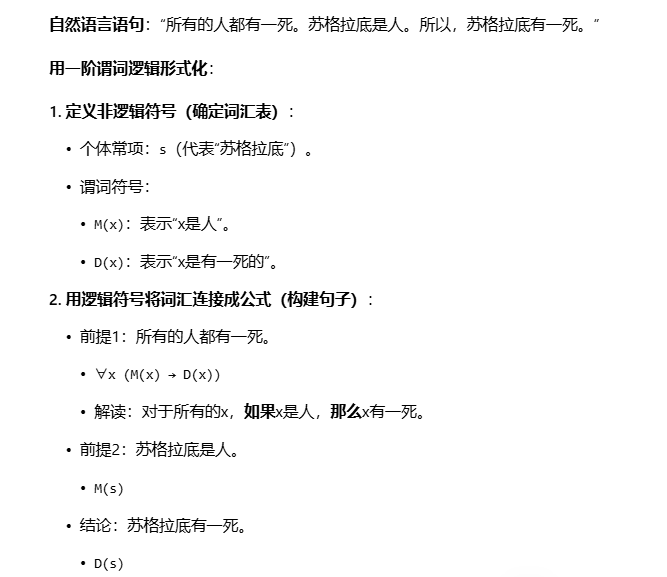 自然语言语句：“所有的人都有一死。苏格拉底是人。所以，苏格拉底有一死。”
用一阶谓词逻辑形式化：
1. 定义非逻辑符号（确定词汇表）：
• 个体常项：s（代表“苏格拉底”）。
• 谓词符号：
• M(x)：表示“x是人”。
• D(x)：表示“x是有一死的”。
2. 用逻辑符号将词汇连接成公式（构建句子）：
• 前提1：所有的人都有一死。
• ∀x (M(x) → D(x))
• 解读：对于所有的x，如果x是人，那么x有一死。
• 前提2：苏格拉底是人。
• M(s)
• 结论：苏格拉底有一死。
• D(s)